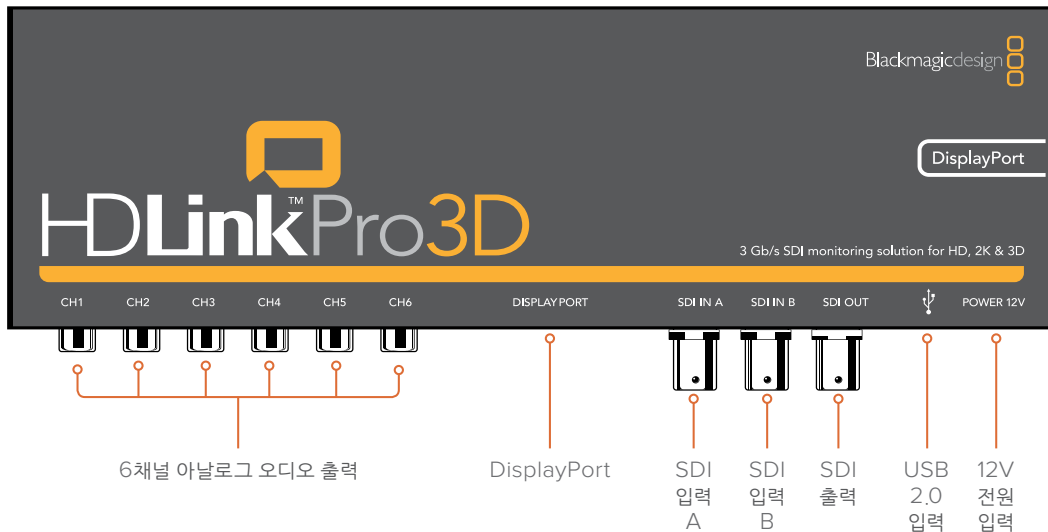 Blackmagicdesign
DisplayPort
HDLink™Pro3D
3 Gb/s SDI monitoring solution for HD, 2K & 3D
CH1 CH2 CH3 CH4 CH5 CH6 DISPLAY PORT SDI IN A SDI IN B SDI OUT POWER 12V
6채널 아날로그 오디오 출력
DisplayPort
SDI
입력
A
SDI
입력
B
SDI
출력
USB
2.0
입력
12V
전원
입력